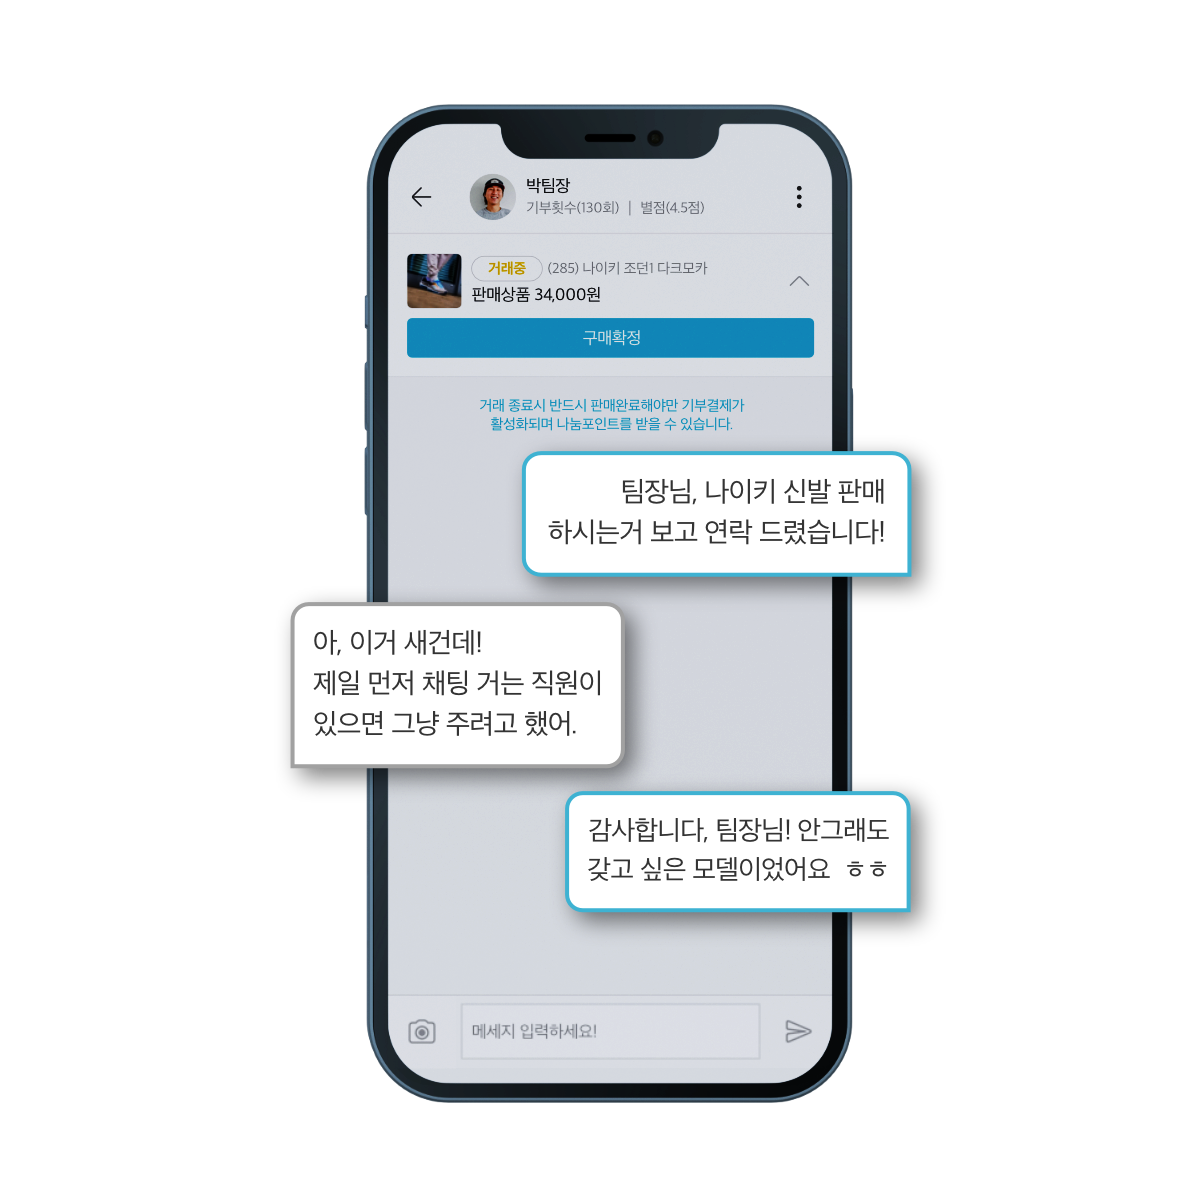 박팀장
기부횟수(130회) | 별점(4.5점)
거래중 (285) 나이키 조던1 다크모카
판매상품 34,000원
구매확정
거래 종료시 반드시 판매완료해야만 기부결제가
활성화되며 나눔포인트를 받을 수 있습니다.
팀장님, 나이키 신발 판매
하시는거 보고 연락 드렸습니다!
아, 이거 새건데!
제일 먼저 채팅 거는 직원이
있으면 그냥 주려고 했어.
감사합니다, 팀장님! 안그래도
갖고 싶은 모델이었어요 ㅎㅎ
메세지 입력하세요!